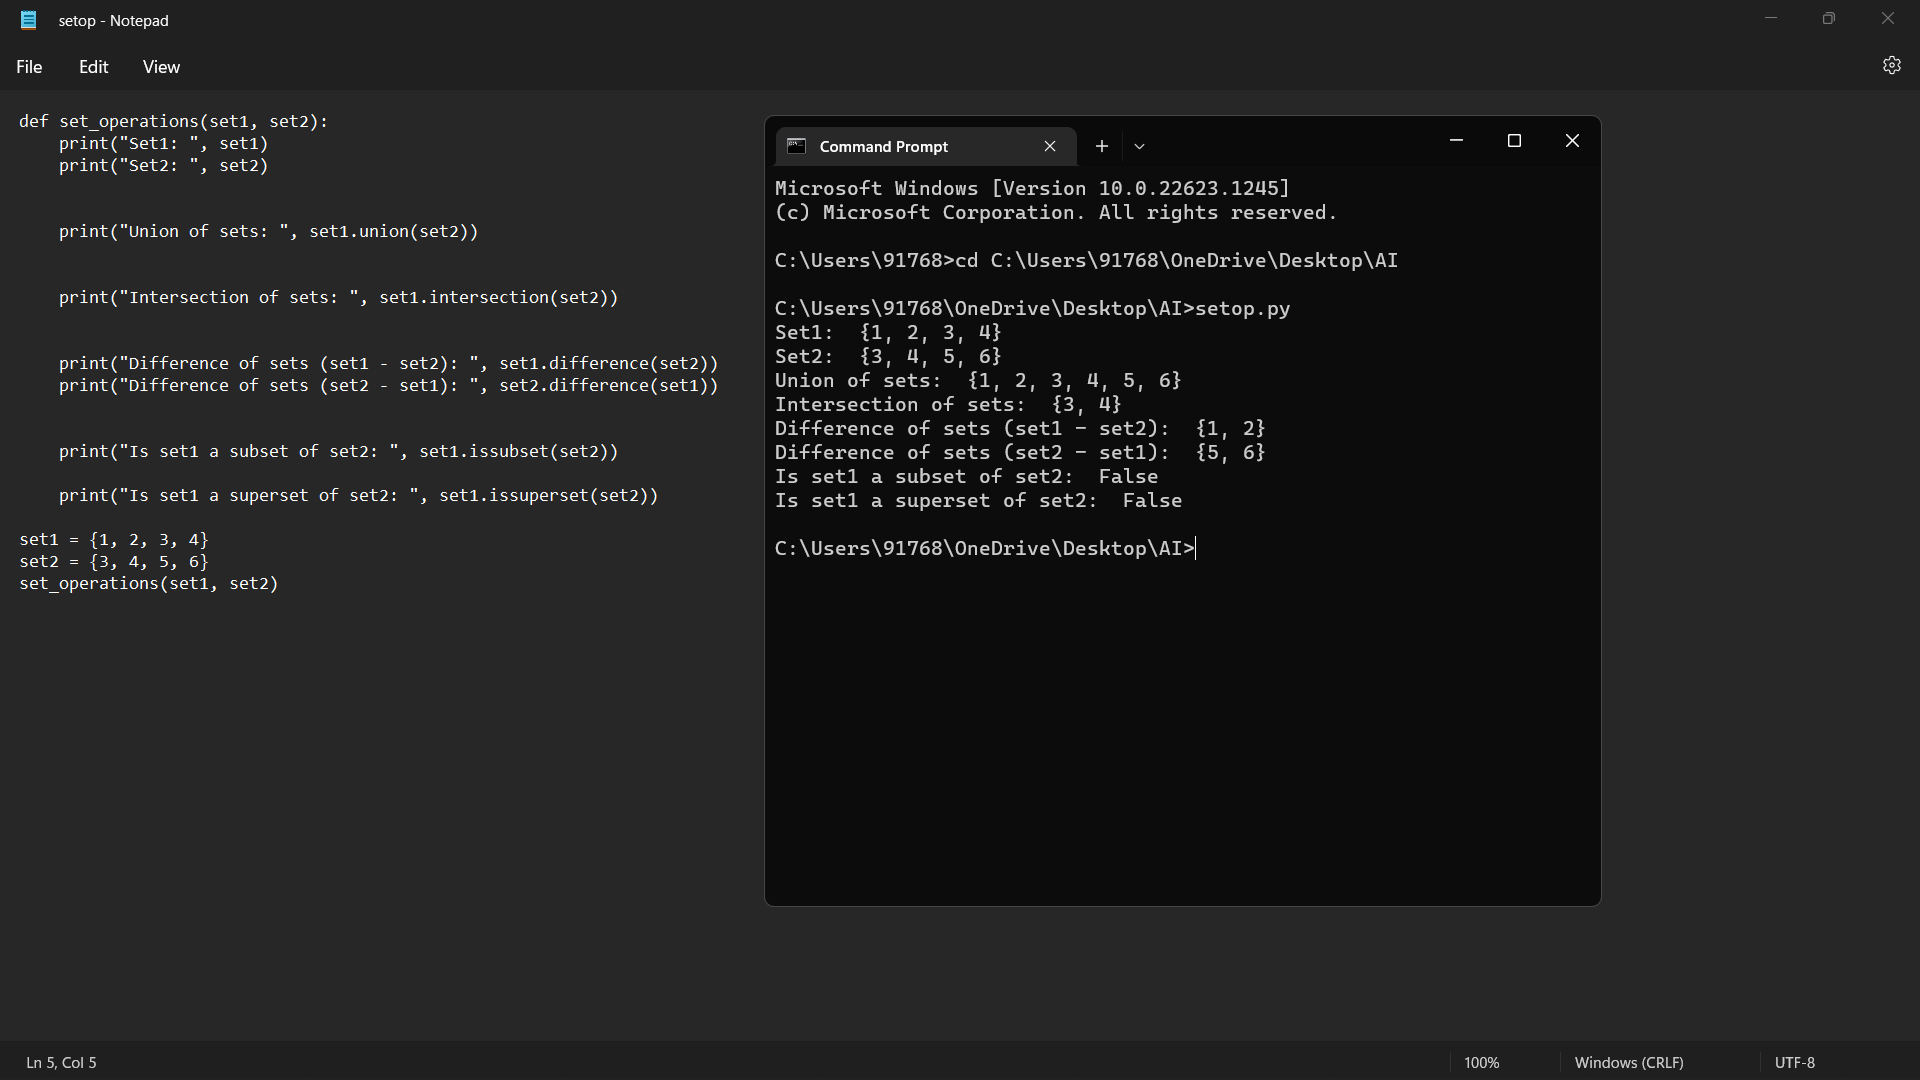 setop - Notepad
File Edit View
def set_operations(set1, set2):
    print("Set1: ", set1)
    print("Set2: ", set2)
    print("Union of sets: ", set1.union(set2))
    print("Intersection of sets: ", set1.intersection(set2))
    print("Difference of sets (set1 - set2): ", set1.difference(set2))
    print("Difference of sets (set2 - set1): ", set2.difference(set1))
    print("Is set1 a subset of set2: ", set1.issubset(set2))
    print("Is set1 a superset of set2: ", set1.issuperset(set2))
set1 = {1, 2, 3, 4}
set2 = {3, 4, 5, 6}
set_operations(set1, set2)
Command Prompt
Microsoft Windows [Version 10.0.22623.1245]
(c) Microsoft Corporation. All rights reserved.
C:\Users\91768>cd C:\Users\91768\OneDrive\Desktop\AI
C:\Users\91768\OneDrive\Desktop\AI>setop.py
Set1:  {1, 2, 3, 4}
Set2:  {3, 4, 5, 6}
Union of sets:  {1, 2, 3, 4, 5, 6}
Intersection of sets:  {3, 4}
Difference of sets (set1 - set2):  {1, 2}
Difference of sets (set2 - set1):  {5, 6}
Is set1 a subset of set2:  False
Is set1 a superset of set2:  False
C:\Users\91768\OneDrive\Desktop\AI>
Ln 5, Col 5 100% Windows (CRLF) UTF-8